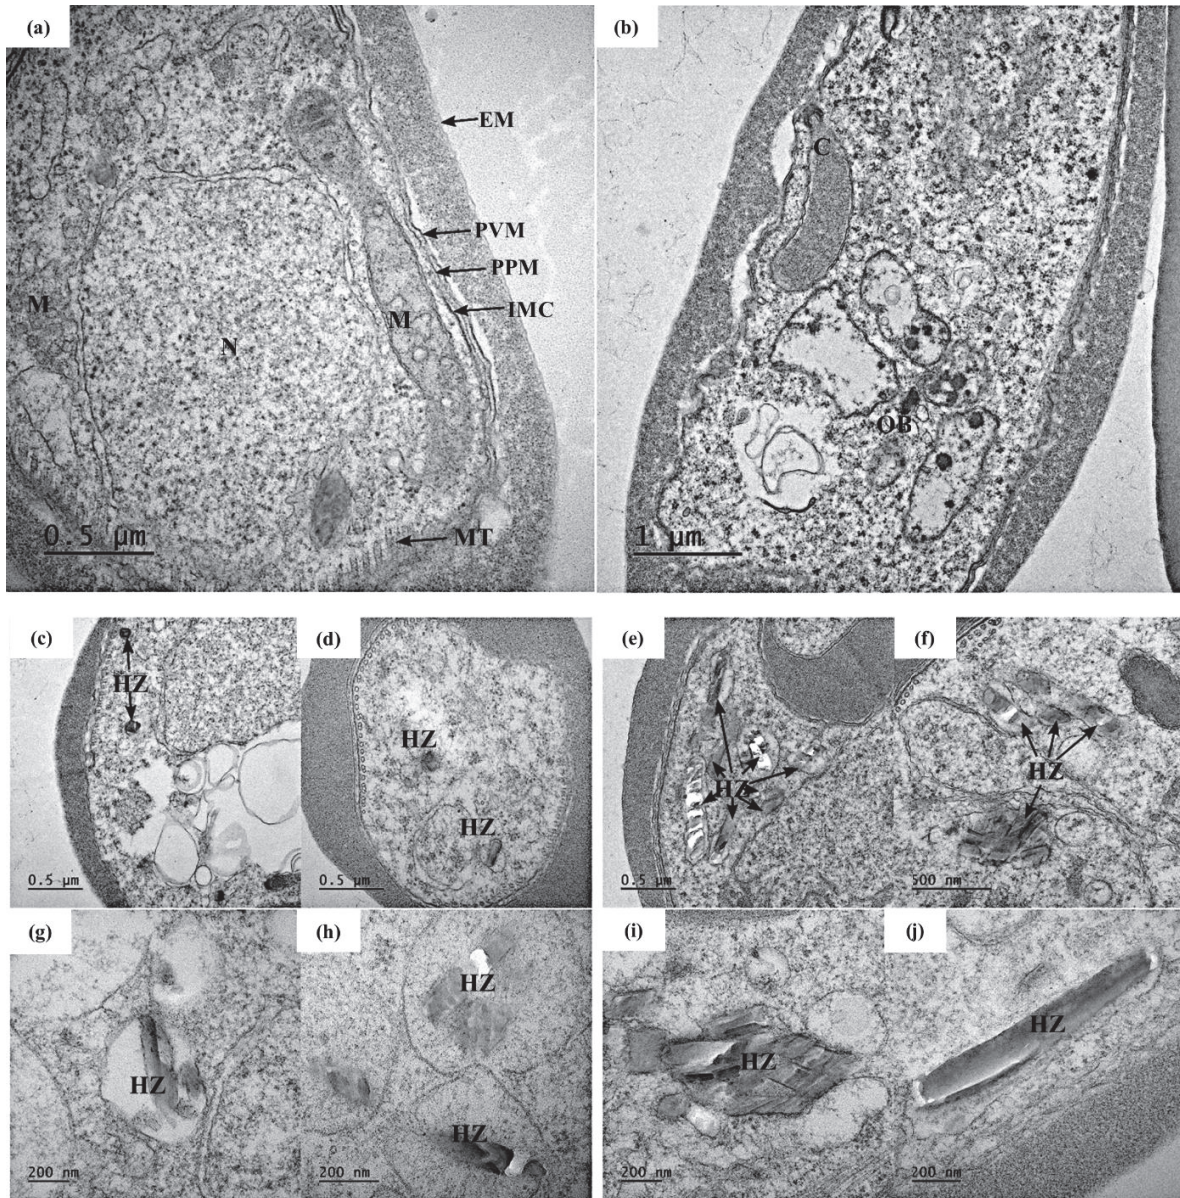 (a)
EM
PVM
PPM
IMC
M
M
N
MT
0.5 µm
(b)
C
OB
1 µm
(c)
HZ
0.5 µm
(d)
HZ
HZ
0.5 µm
(e)
HZ
0.5 µm
(f)
HZ
500 nm
(g)
HZ
200 nm
(h)
HZ
HZ
200 nm
(i)
HZ
200 nm
(j)
HZ
200 nm